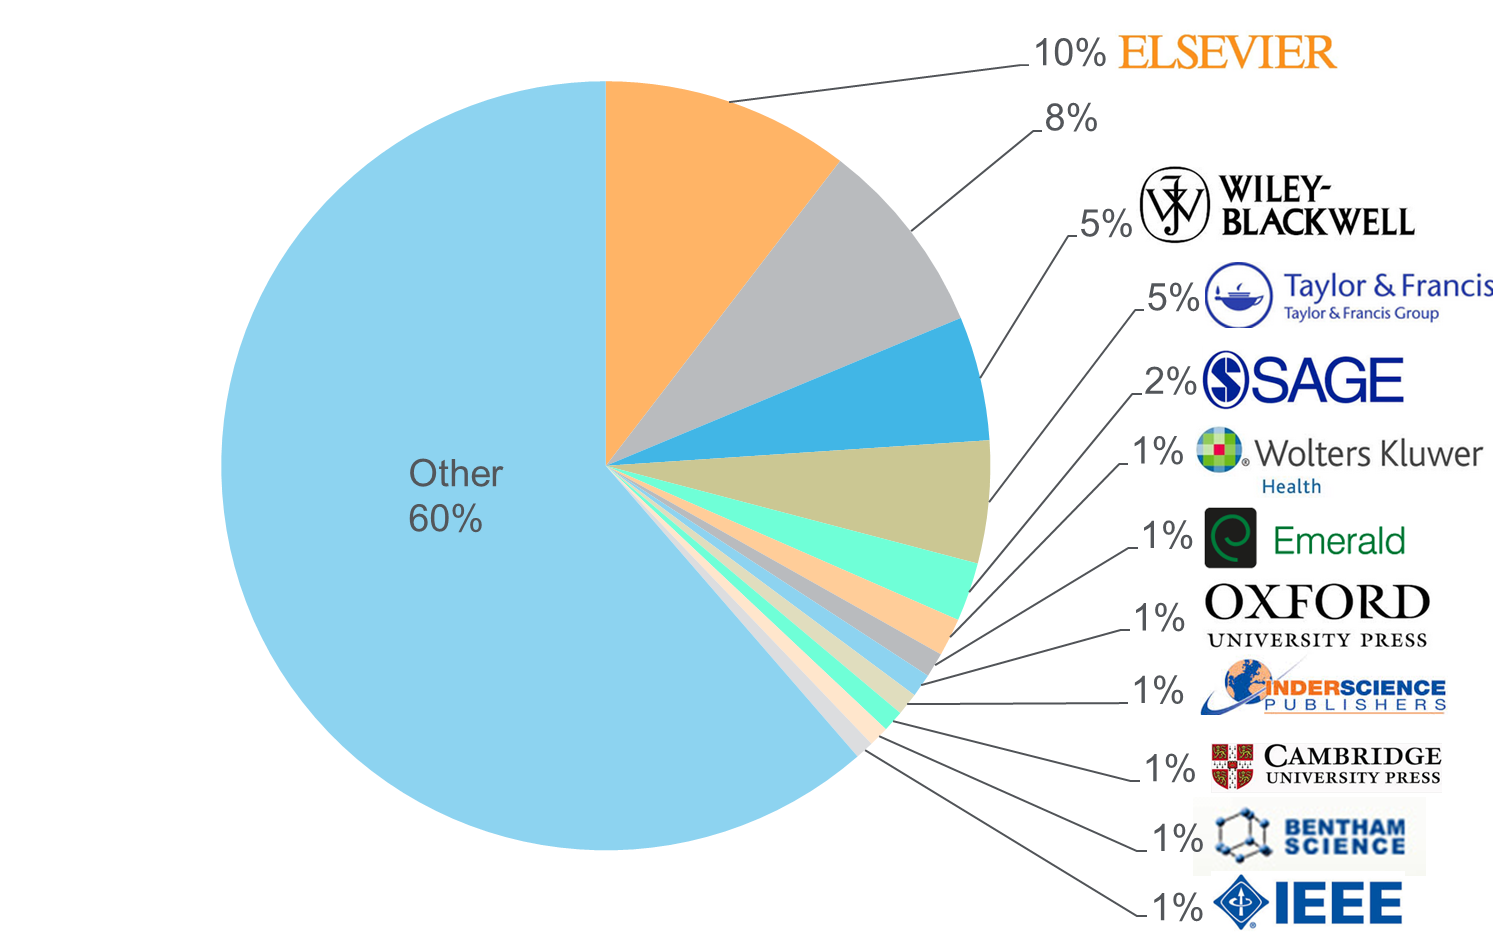 10% ELSEVIER
8%
5% WILEY-
BLACKWELL
5% Taylor & Francis
Taylor & Francis Group
2% SAGE
1% Wolters Kluwer
Health
1% Emerald
1% OXFORD
UNIVERSITY PRESS
1% INDERSCIENCE
PUBLISHERS
1% CAMBRIDGE
UNIVERSITY PRESS
1% BENTHAM
SCIENCE
1% IEEE
Other
60%